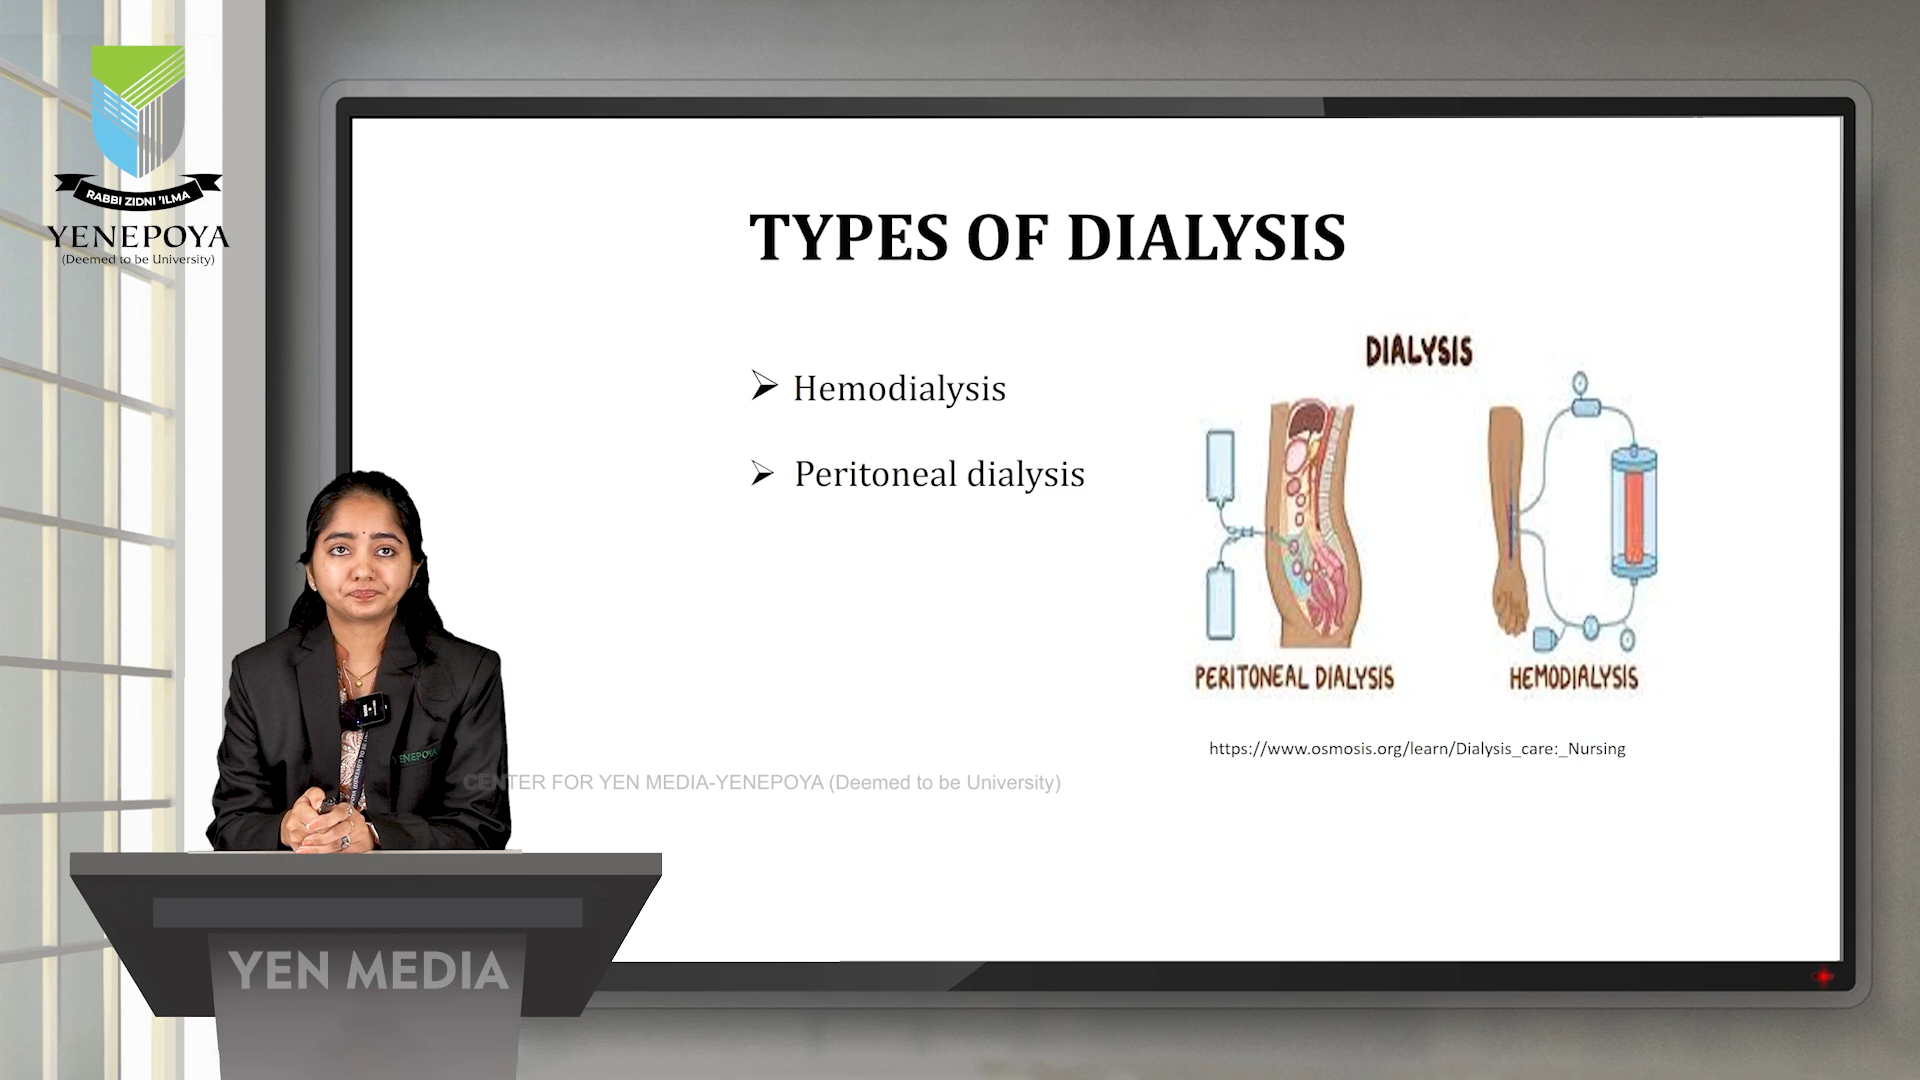 RABBI ZIDNI 'ILMA
YENEPOYA
(Deemed to be University)
TYPES OF DIALYSIS
➢ Hemodialysis
➢ Peritoneal dialysis
DIALYSIS
PERITONEAL DIALYSIS
HEMODIALYSIS
https://www.osmosis.org/learn/Dialysis_care:_Nursing
YENEPOYA
CENTER FOR YEN MEDIA-YENEPOYA (Deemed to be University)
YEN MEDIA